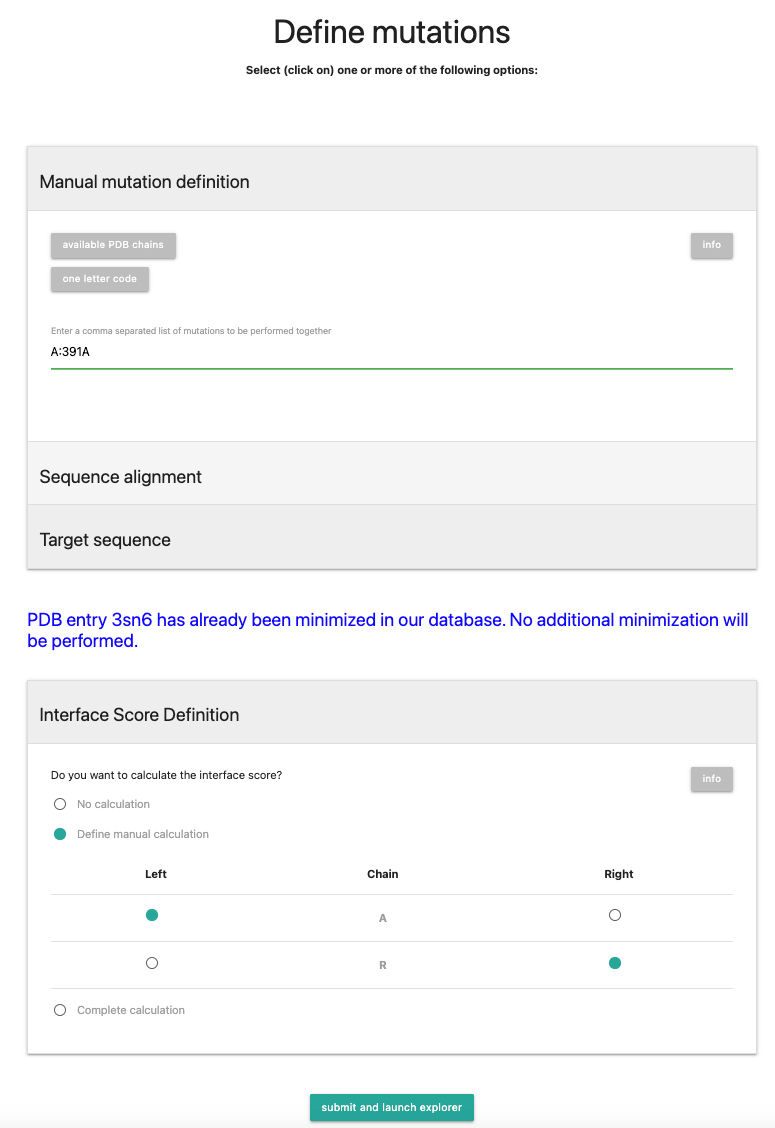 Define mutations
Select (click on) one or more of the following options:
Manual mutation definition
available PDB chains
info
one letter code
Enter a comma separated list of mutations to be performed together
A:391A
Sequence alignment
Target sequence
PDB entry 3sn6 has already been minimized in our database. No additional minimization will
be performed.
Interface Score Definition
Do you want to calculate the interface score?
info
No calculation
Define manual calculation
Left Chain Right
A
R
Complete calculation
submit and launch explorer